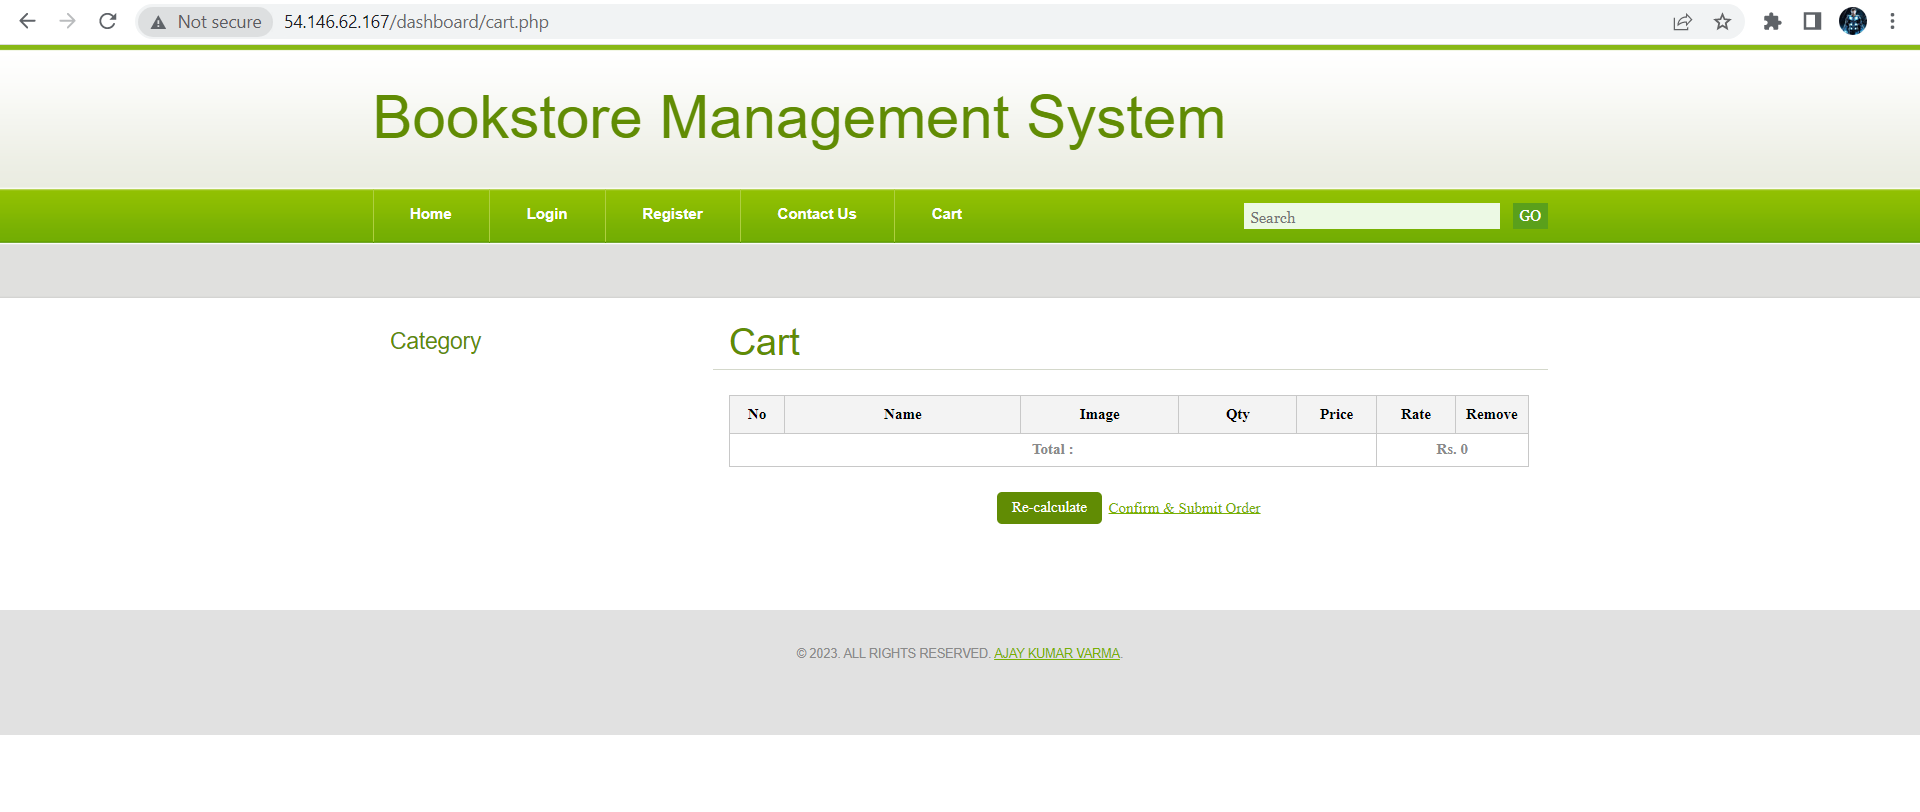 Not secure 54.146.62.167/dashboard/cart.php
Bookstore Management System
Home Login Register Contact Us Cart Search GO
Category
Cart
No Name Image Qty Price Rate Remove
Total : Rs. 0
Re-calculate Confirm & Submit Order
© 2023. ALL RIGHTS RESERVED. AJAY KUMAR VARMA.